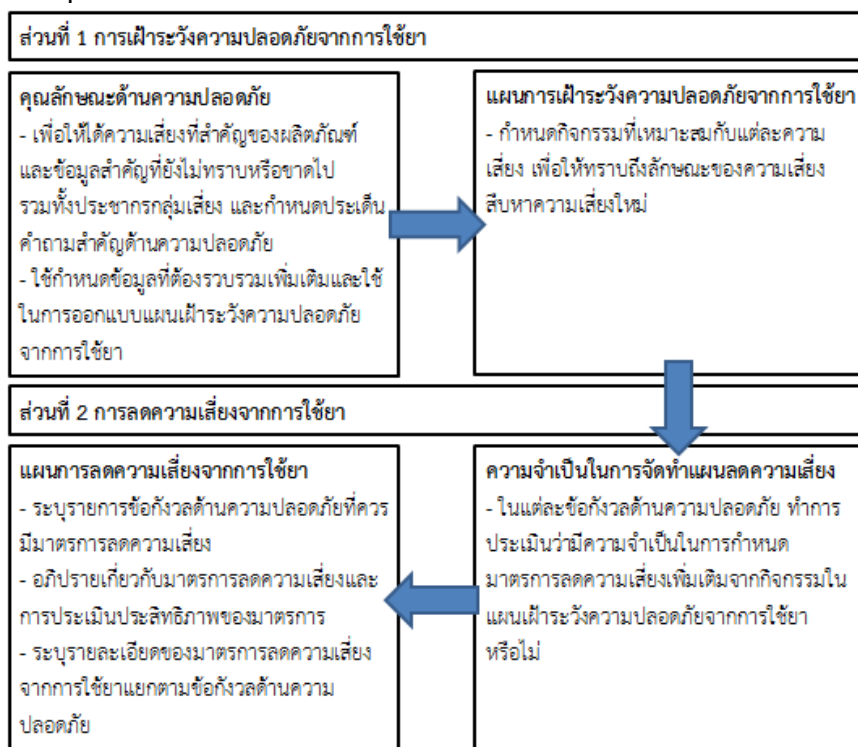 ส่วนที่ 1 การเฝ้าระวังความปลอดภัยจากการใช้ยา
คุณลักษณะด้านความปลอดภัย
- เพื่อให้ได้ความเสี่ยงที่สำคัญของผลิตภัณฑ์
และข้อมูลสำคัญที่ยังไม่ทราบหรือขาดไป
รวมทั้งประชากรกลุ่มเสี่ยง และกำหนดประเด็น
คำถามสำคัญด้านความปลอดภัย
- ใช้กำหนดข้อมูลที่ต้องรวบรวมเพิ่มเติมและใช้
ในการออกแบบแผนเฝ้าระวังความปลอดภัย
จากการใช้ยา
แผนการเฝ้าระวังความปลอดภัยจากการใช้ยา
- กำหนดกิจกรรมที่เหมาะสมกับแต่ละความ
เสี่ยง เพื่อให้ทราบถึงลักษณะของความเสี่ยง
สืบหาความเสี่ยงใหม่
ส่วนที่ 2 การลดความเสี่ยงจากการใช้ยา
ความจำเป็นในการจัดทำแผนลดความเสี่ยง
- ในแต่ละข้อกังวลด้านความปลอดภัย ทำการ
ประเมินว่ามีความจำเป็นในการกำหนด
มาตรการลดความเสี่ยงเพิ่มเติมจากกิจกรรมใน
แผนเฝ้าระวังความปลอดภัยจากการใช้ยา
หรือไม่
แผนการลดความเสี่ยงจากการใช้ยา
- ระบุรายการข้อกังวลด้านความปลอดภัยที่ควร
มีมาตรการลดความเสี่ยง
- อภิปรายเกี่ยวกับมาตรการลดความเสี่ยงและ
การประเมินประสิทธิภาพของมาตรการ
- ระบุรายละเอียดของมาตรการลดความเสี่ยง
จากการใช้ยาแยกตามข้อกังวลด้านความ
ปลอดภัย